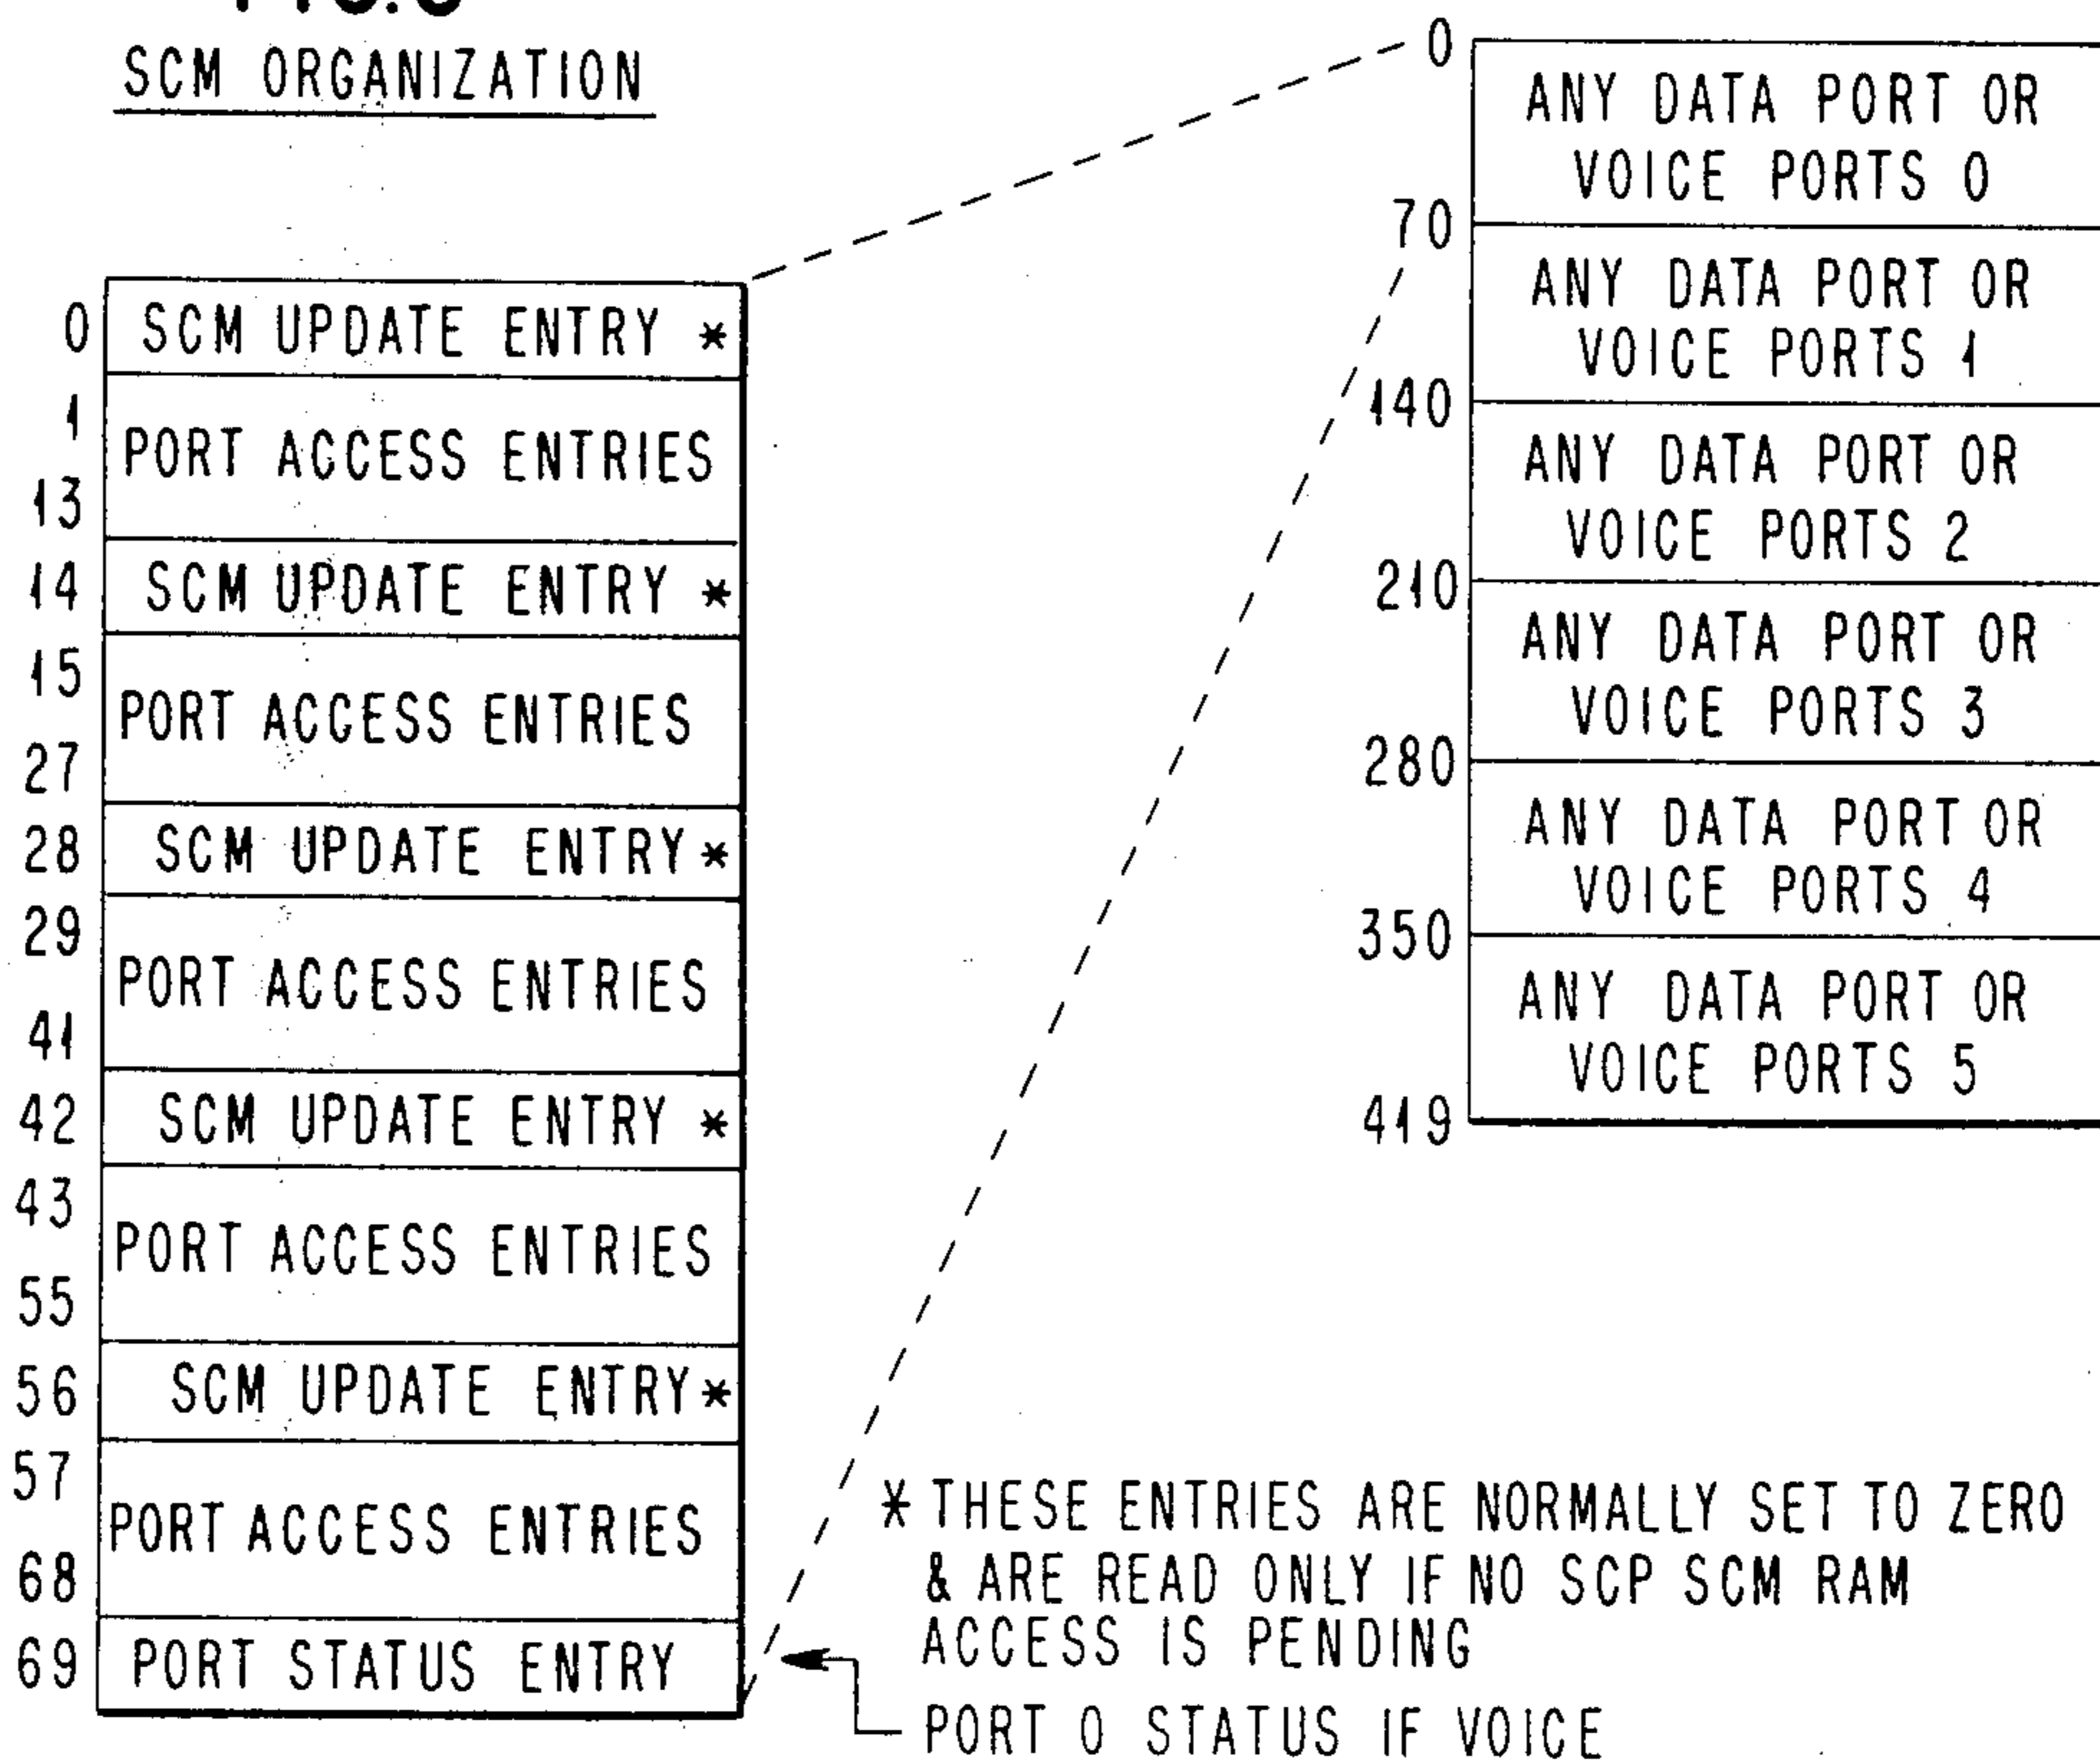 SCM ORGANIZATION
0 SCM UPDATE ENTRY *
1
PORT ACCESS ENTRIES
13
14 SCM UPDATE ENTRY *
15
PORT ACCESS ENTRIES
27
28 SCM UPDATE ENTRY *
29
PORT ACCESS ENTRIES
41
42 SCM UPDATE ENTRY *
43
PORT ACCESS ENTRIES
55
56 SCM UPDATE ENTRY *
57
PORT ACCESS ENTRIES
68
69 PORT STATUS ENTRY
0
ANY DATA PORT OR
VOICE PORTS 0
70
ANY DATA PORT OR
VOICE PORTS 1
140
ANY DATA PORT OR
VOICE PORTS 2
210
ANY DATA PORT OR
VOICE PORTS 3
280
ANY DATA PORT OR
VOICE PORTS 4
350
ANY DATA PORT OR
VOICE PORTS 5
419
* THESE ENTRIES ARE NORMALLY SET TO ZERO
& ARE READ ONLY IF NO SCP SCM RAM
ACCESS IS PENDING
PORT 0 STATUS IF VOICE